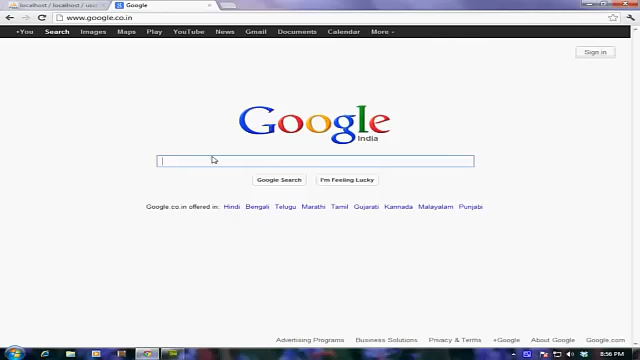 localhost / localhost / usc
Google
www.google.co.in
+You Search Images Maps Play YouTube News Gmail Documents Calendar More
Sign in
Google
India
Google Search I'm Feeling Lucky
Google.co.in offered in: Hindi Bengali Telugu Marathi Tamil Gujarati Kannada Malayalam Punjabi
Advertising Programs Business Solutions Privacy & Terms +Google About Google Google.com
8:56 PM